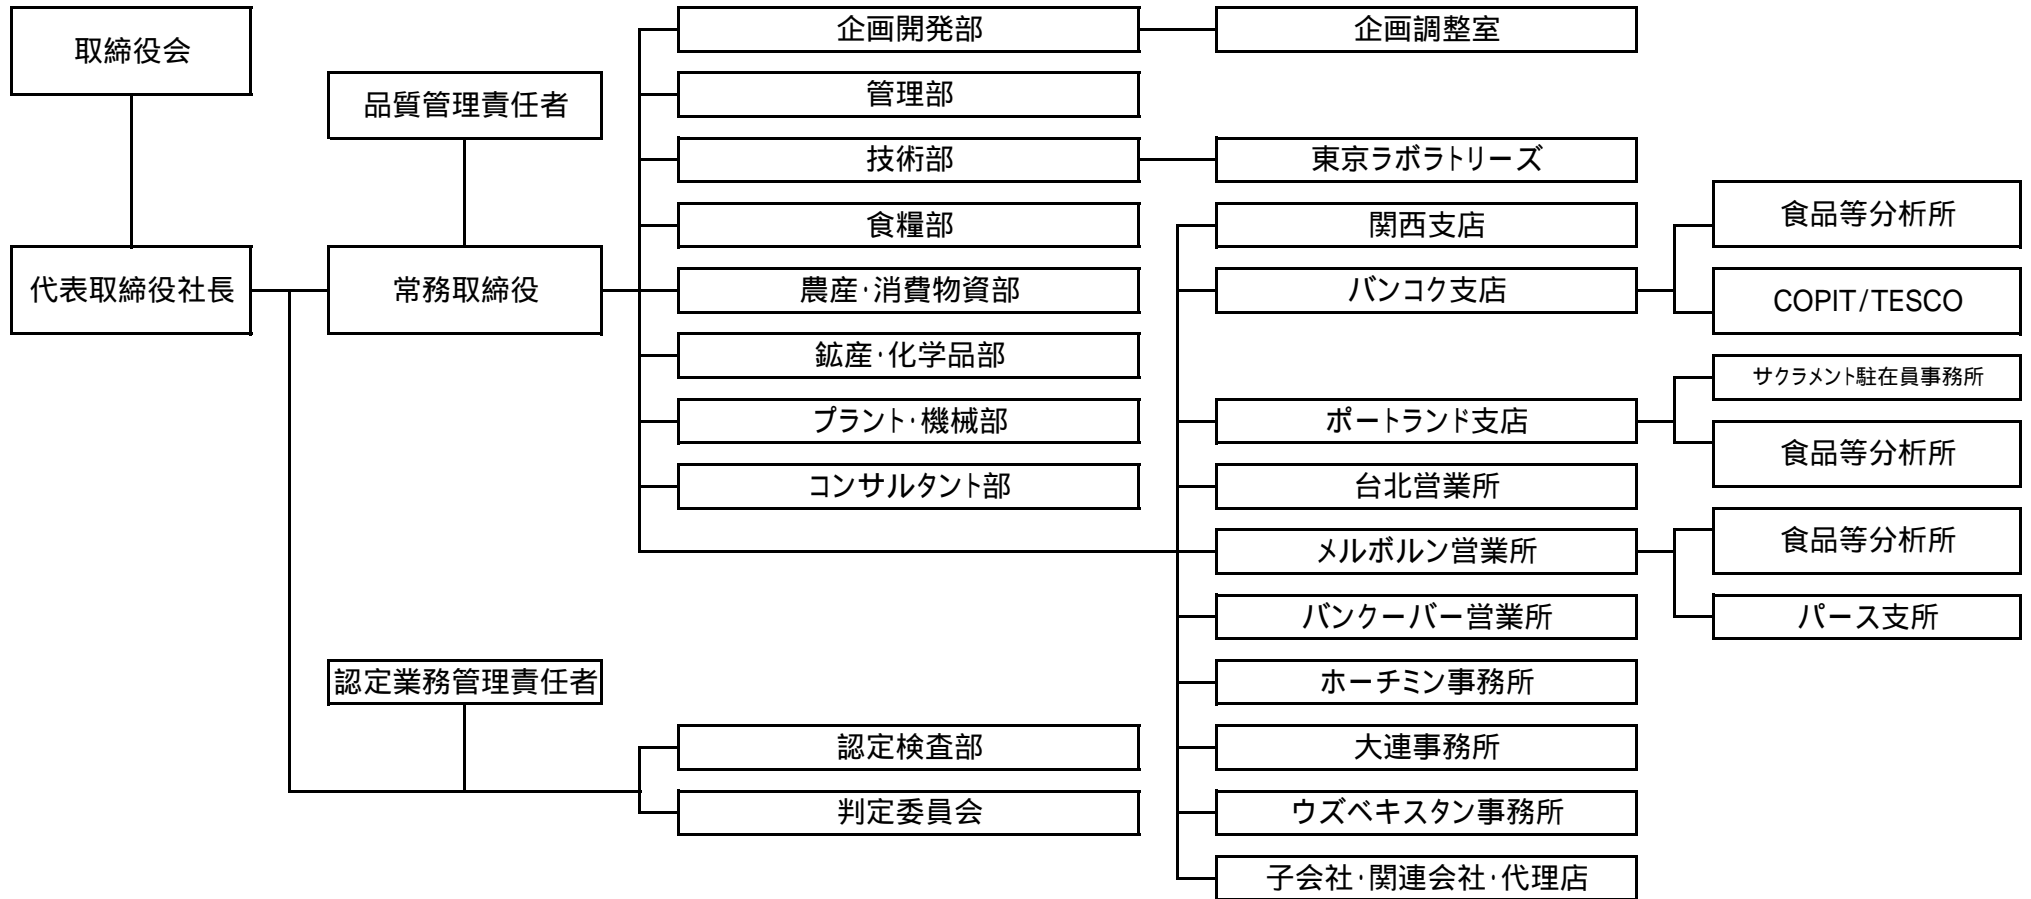 取締役会
代表取締役社長
品質管理責任者
常務取締役
認定業務管理責任者
企画開発部
管理部
技術部
食糧部
農産・消費物資部
鉱産・化学品部
プラント・機械部
コンサルタント部
認定検査部
判定委員会
企画調整室
東京ラボラトリーズ
関西支店
バンコク支店
ポートランド支店
台北営業所
メルボルン営業所
バンクーバー営業所
ホーチミン事務所
大連事務所
ウズベキスタン事務所
子会社・関連会社・代理店
食品等分析所
COPIT/TESCO
サクラメント駐在員事務所
食品等分析所
食品等分析所
パース支所